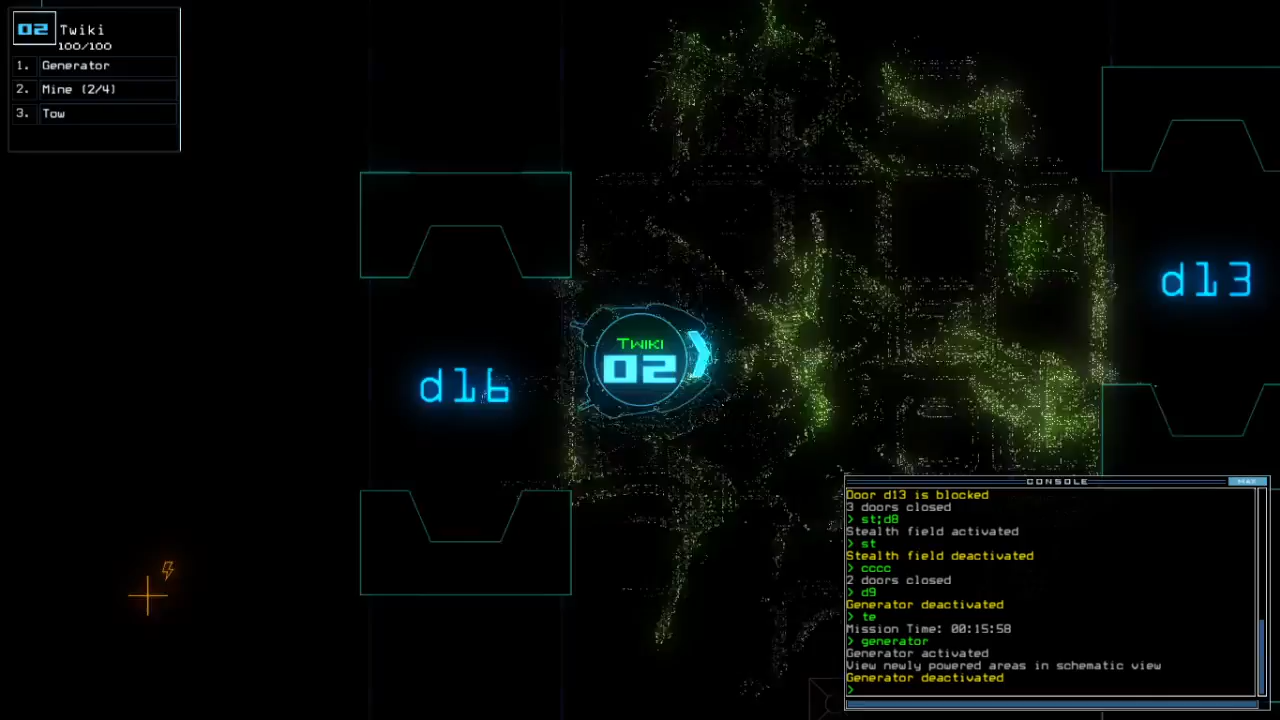 02 Twiki
100/100
1. Generator
2. Mine (2/4)
3. Tow
d13
TWIKI
02
d16
CONSOLE
MAX
Door d13 is blocked
3 doors closed
> st;d8
Stealth field activated
> st
Stealth field deactivated
> cccc
2 doors closed
> d9
Generator deactivated
> te
Mission Time: 00:15:58
> generator
Generator activated
View newly powered areas in schematic view
Generator deactivated
>